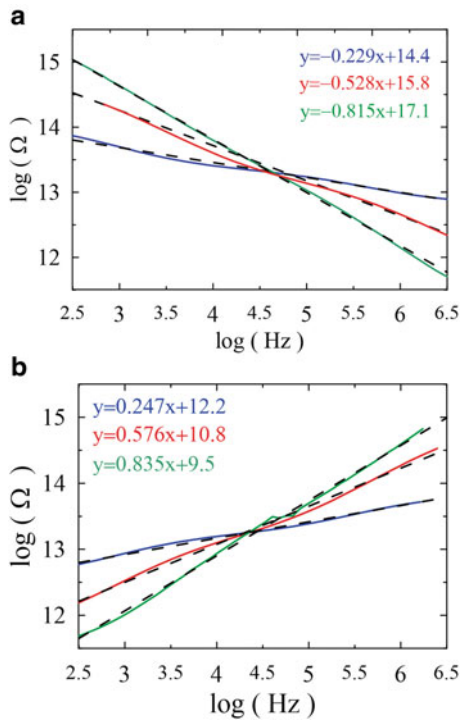 a
y=−0.229x+14.4
y=−0.528x+15.8
y=−0.815x+17.1
15
14
13
12
log ( Ω )
2.5 3 3.5 4 4.5 5 5.5 6 6.5
log ( Hz )
b
y=0.247x+12.2
y=0.576x+10.8
y=0.835x+9.5
15
14
13
12
log ( Ω )
2.5 3 3.5 4 4.5 5 5.5 6 6.5
log ( Hz )